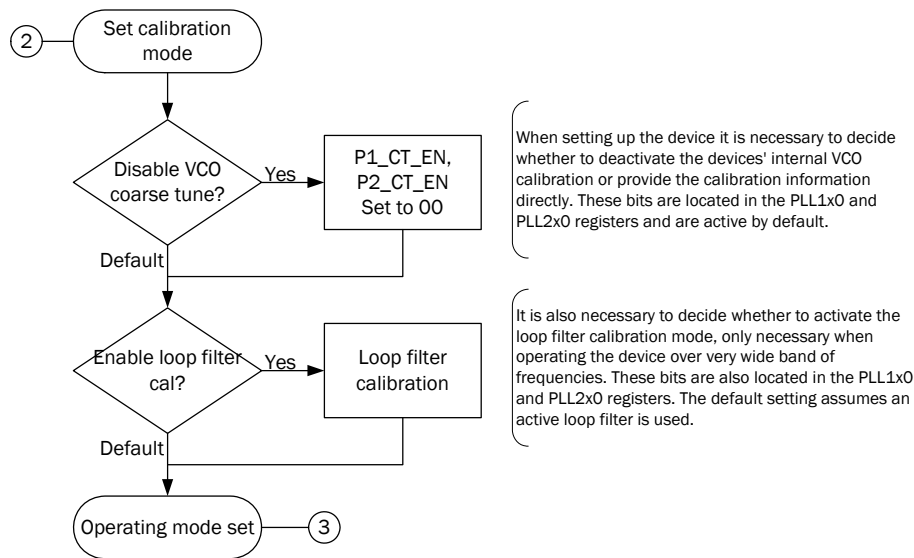 2
Set calibration
mode
Disable VCO
coarse tune?
Yes
P1_CT_EN,
P2_CT_EN
Set to 00
When setting up the device it is necessary to decide
whether to deactivate the devices' internal VCO
calibration or provide the calibration information
directly. These bits are located in the PLL1x0 and
PLL2x0 registers and are active by default.
Default
Enable loop filter
cal?
Yes
Loop filter
calibration
It is also necessary to decide whether to activate the
loop filter calibration mode, only necessary when
operating the device over very wide band of
frequencies. These bits are also located in the PLL1x0
and PLL2x0 registers. The default setting assumes an
active loop filter is used.
Default
Operating mode set
3